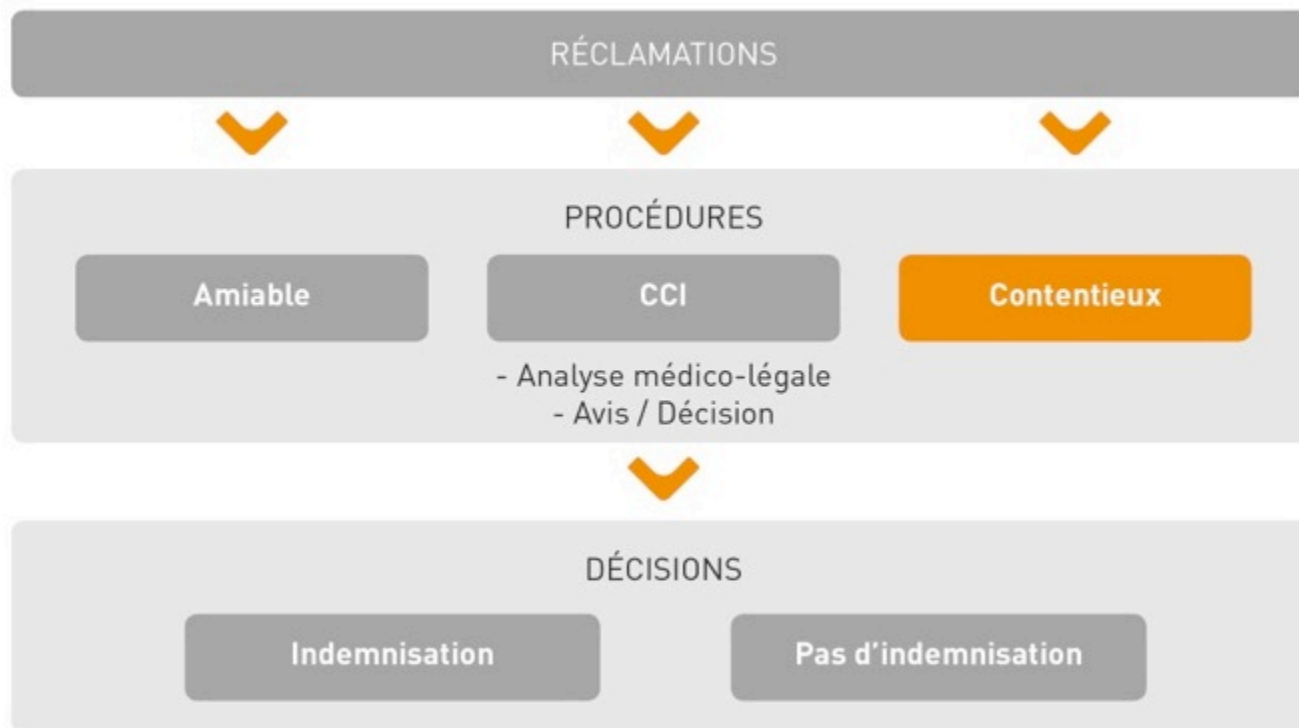 RÉCLAMATIONS
PROCÉDURES
Amiable
CCI
Contentieux
- Analyse médico-légale
- Avis / Décision
DÉCISIONS
Indemnisation
Pas d'indemnisation